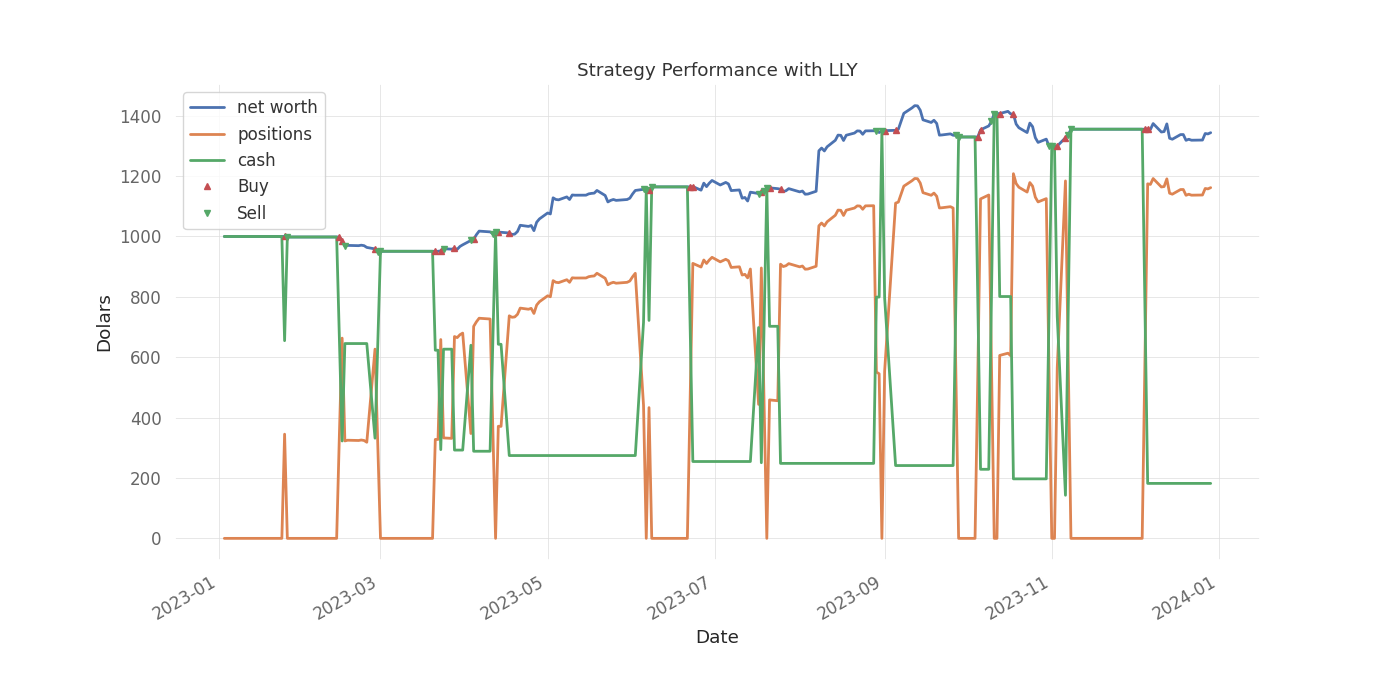 Strategy Performance with LLY
net worth
positions
cash
Buy
Sell
1400
1200
1000
800
600
400
200
0
Dolars
2023-01
2023-03
2023-05
2023-07
2023-09
2023-11
2024-01
Date